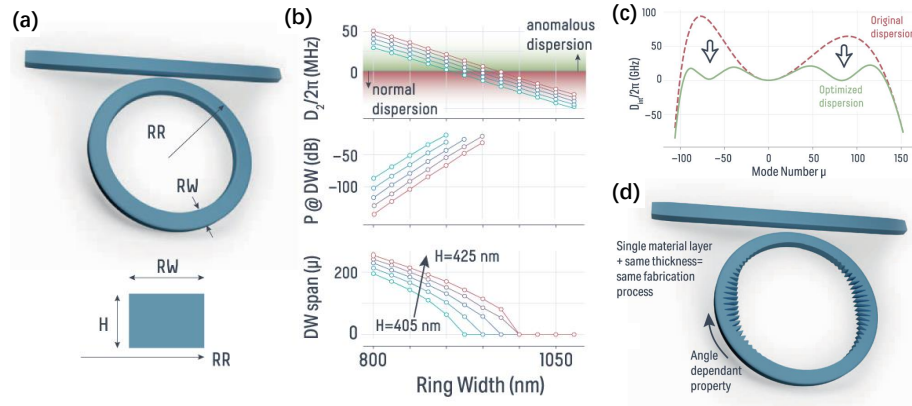 (a)
RR
RW
RW
H
RR
(b)
50
0
D₂/2π (MHz)
anomalous
dispersion
normal
dispersion
-50
-100
P @ DW (dB)
200
0
DW span (μ)
H=425 nm
H=405 nm
800
1050
Ring Width (nm)
(c)
100
50
0
-50
D_int/2π (GHz)
Original
dispersion
Optimized
dispersion
-100
-50
0
50
100
150
Mode Number μ
(d)
Single material layer
+ same thickness=
same fabrication
process
Angle
dependant
property